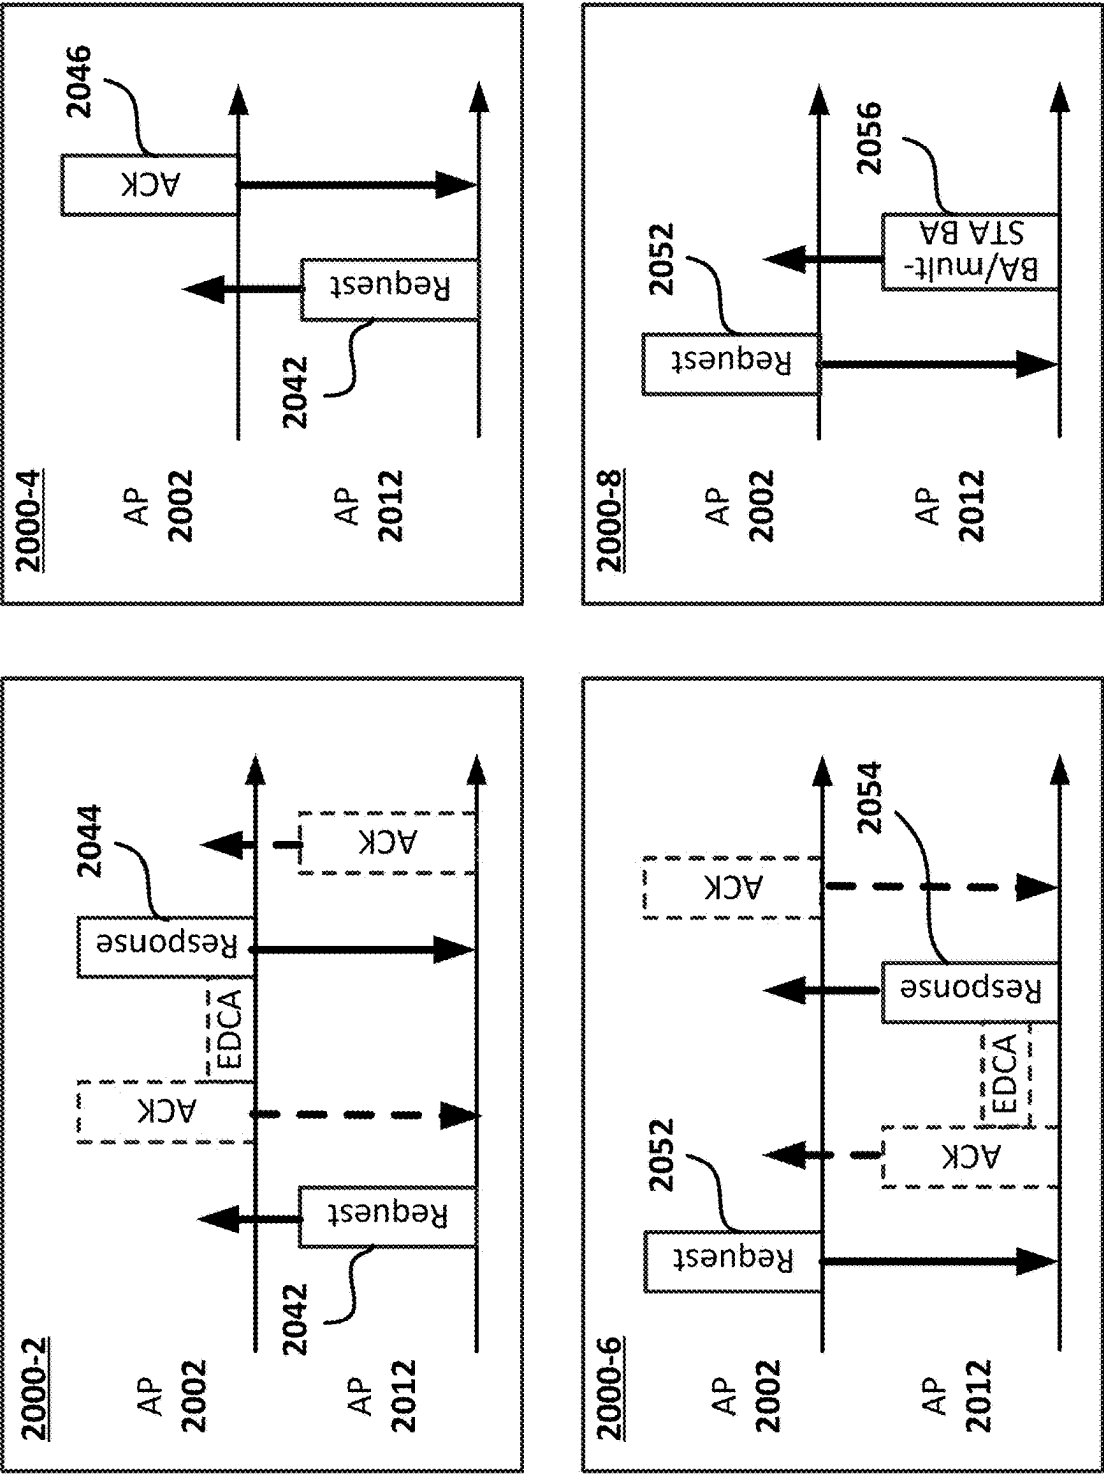 2000-2
AP
2002
AP
2012
Request
2042
ACK
EDCA
Response
2044
ACK
2000-4
AP
2002
AP
2012
Request
2042
ACK
2046
2000-6
AP
2002
AP
2012
Request
2052
ACK
EDCA
Response
2054
ACK
2000-8
AP
2002
AP
2012
Request
2052
BA/mult-
STA BA
2056